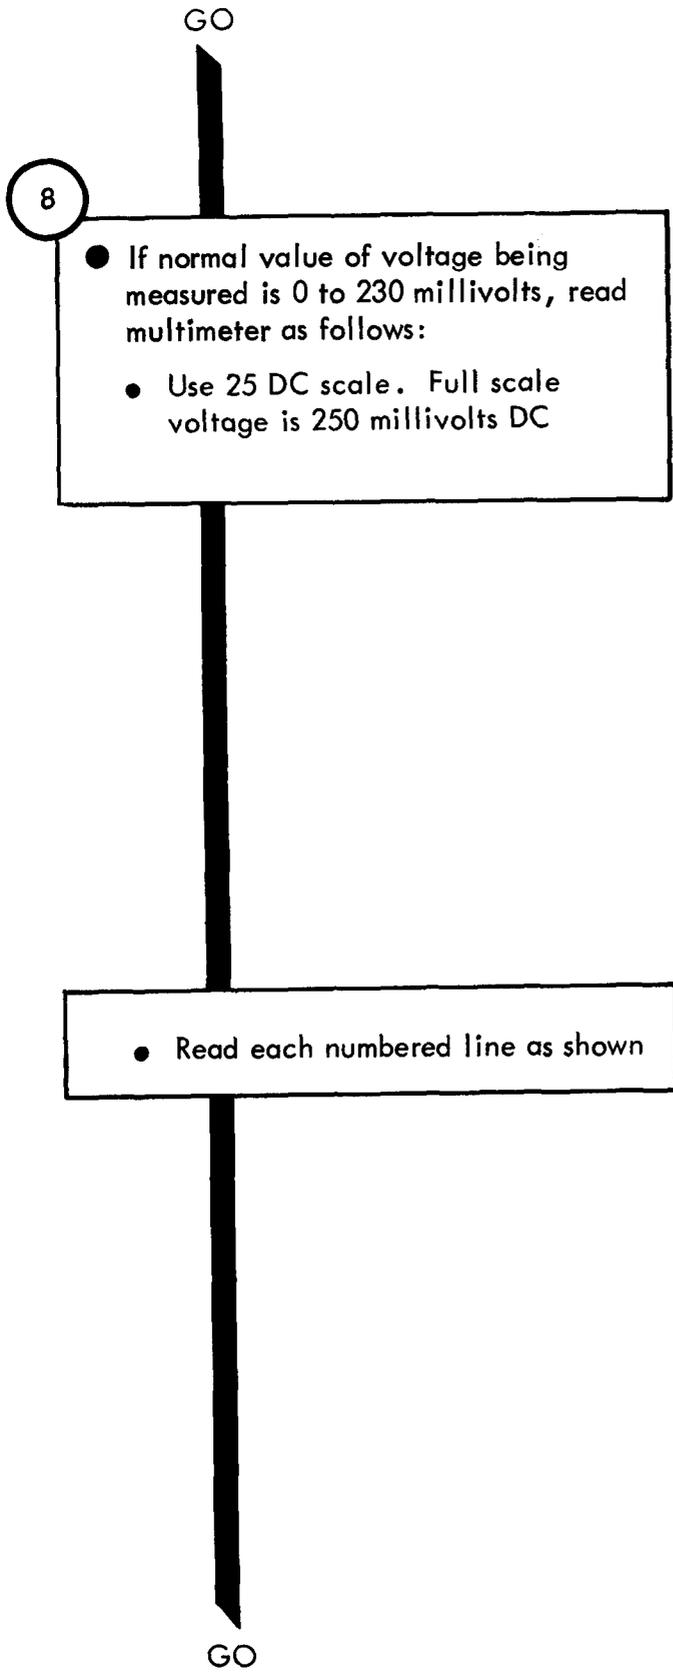 GO
8
● If normal value of voltage being
measured is 0 to 230 millivolts, read
multimeter as follows:
● Use 25 DC scale. Full scale
voltage is 250 millivolts DC
● Read each numbered line as shown
GO